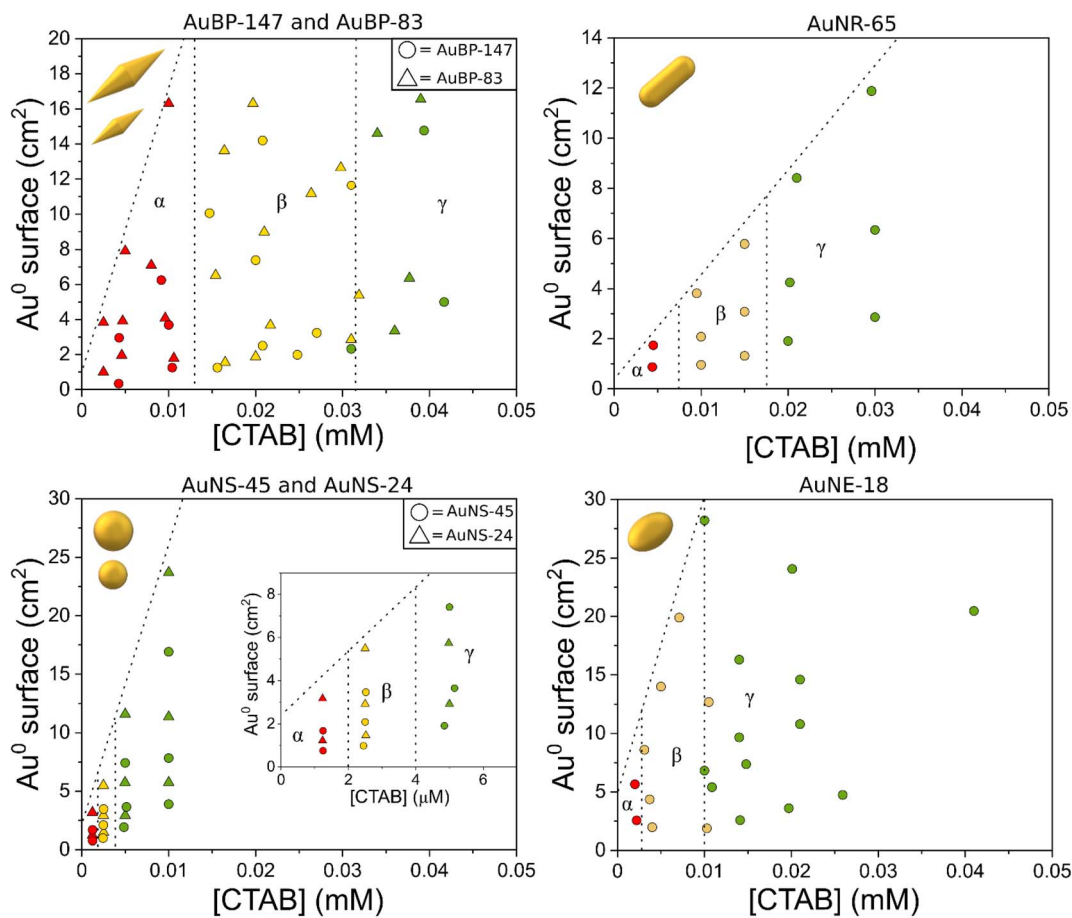 AuBP-147 and AuBP-83
20
18
16
14
12
10
8
6
4
2
0
Au⁰ surface (cm²)
○ = AuBP-147
△ = AuBP-83
α
β
γ
0
0.01
0.02
0.03
0.04
0.05
[CTAB] (mM)
AuNR-65
14
12
10
8
6
4
2
0
Au⁰ surface (cm²)
α
β
γ
0
0.01
0.02
0.03
0.04
0.05
[CTAB] (mM)
AuNS-45 and AuNS-24
30
25
20
15
10
5
0
Au⁰ surface (cm²)
○ = AuNS-45
△ = AuNS-24
8
6
4
2
0
Au⁰ surface (cm²)
α
β
γ
0
2
4
6
[CTAB] (μM)
0
0.01
0.02
0.03
0.04
0.05
[CTAB] (mM)
AuNE-18
30
25
20
15
10
5
0
Au⁰ surface (cm²)
α
β
γ
0
0.01
0.02
0.03
0.04
0.05
[CTAB] (mM)